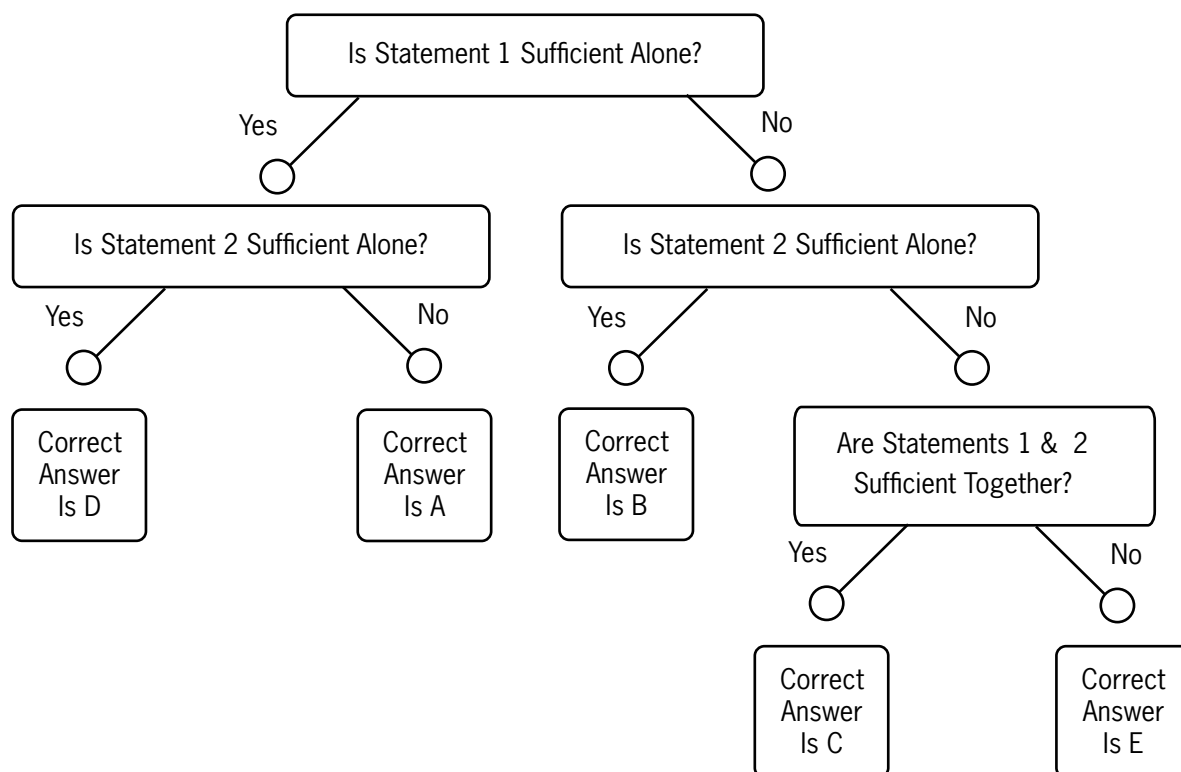 Is Statement 1 Sufficient Alone?
Yes
No
Is Statement 2 Sufficient Alone?
Is Statement 2 Sufficient Alone?
Yes
No
Yes
No
Correct
Answer
Is D
Correct
Answer
Is A
Correct
Answer
Is B
Are Statements 1 & 2
Sufficient Together?
Yes
No
Correct
Answer
Is C
Correct
Answer
Is E